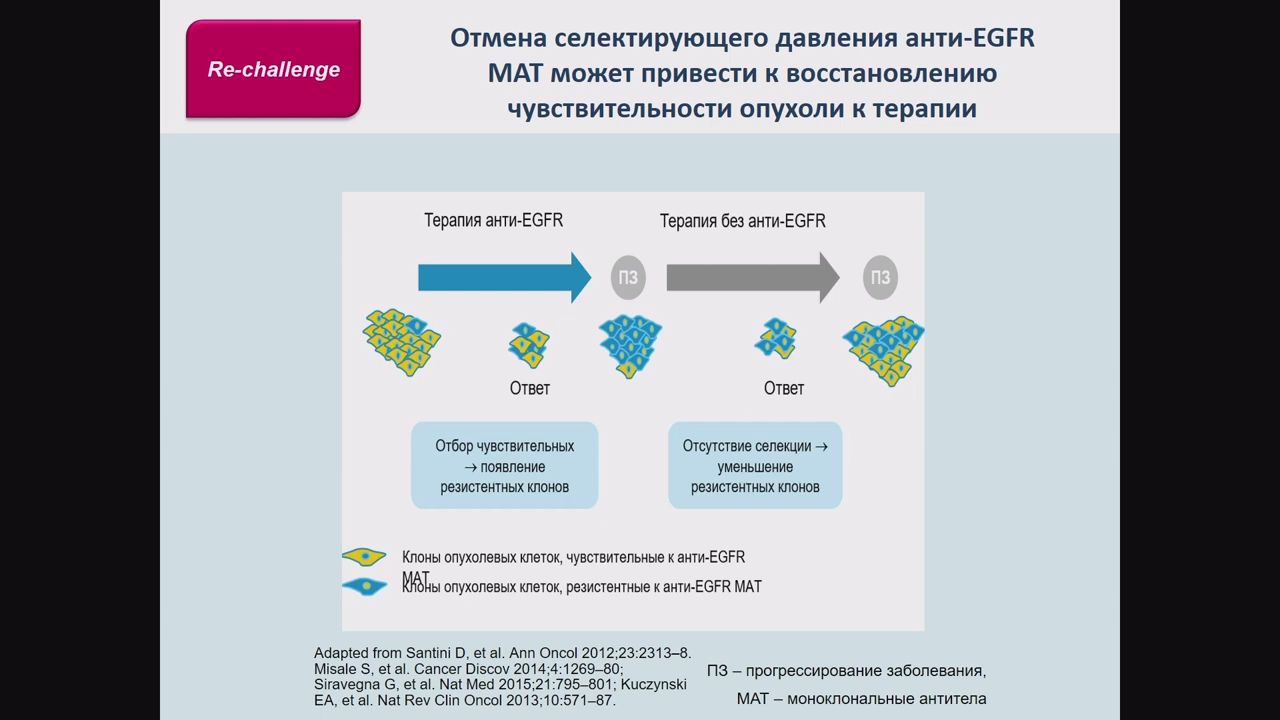 Re-challenge
Отмена селектирующего давления анти-EGFR
МАТ может привести к восстановлению
чувствительности опухоли к терапии
Терапия анти-EGFR
Терапия без анти-EGFR
ПЗ
ПЗ
Ответ
Ответ
Отбор чувствительных
→ появление
резистентных клонов
Отсутствие селекции →
уменьшение
резистентных клонов
Клоны опухолевых клеток, чувствительные к анти-EGFR
МАТ
Клоны опухолевых клеток, резистентные к анти-EGFR МАТ
Adapted from Santini D, et al. Ann Oncol 2012;23:2313–8.
Misale S, et al. Cancer Discov 2014;4:1269–80;
Siravegna G, et al. Nat Med 2015;21:795–801; Kuczynski
EA, et al. Nat Rev Clin Oncol 2013;10:571–87.
ПЗ – прогрессирование заболевания,
МАТ – моноклональные антитела